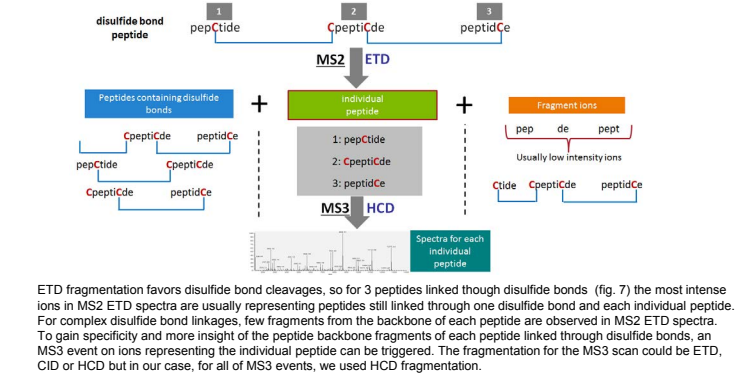 1
2
3
disulfide bond
peptide
pepCtide
CpeptiCde
peptidCe
MS2
ETD
Peptides containing disulfide
bonds
+
individual
peptide
+
Fragment ions
CpeptiCde
peptidCe
pepCtide
CpeptiCde
CpeptiCde
peptidCe
1: pepCtide
2: CpeptiCde
3: peptidCe
pep
de
pept
Usually low intensity ions
Ctide
CpeptiCde
peptidCe
MS3
HCD
Spectra for each
individual
peptide
ETD fragmentation favors disulfide bond cleavages, so for 3 peptides linked though disulfide bonds (fig. 7) the most intense
ions in MS2 ETD spectra are usually representing peptides still linked through one disulfide bond and each individual peptide.
For complex disulfide bond linkages, few fragments from the backbone of each peptide are observed in MS2 ETD spectra.
To gain specificity and more insight of the peptide backbone fragments of each peptide linked through disulfide bonds, an
MS3 event on ions representing the individual peptide can be triggered. The fragmentation for the MS3 scan could be ETD,
CID or HCD but in our case, for all of MS3 events, we used HCD fragmentation.